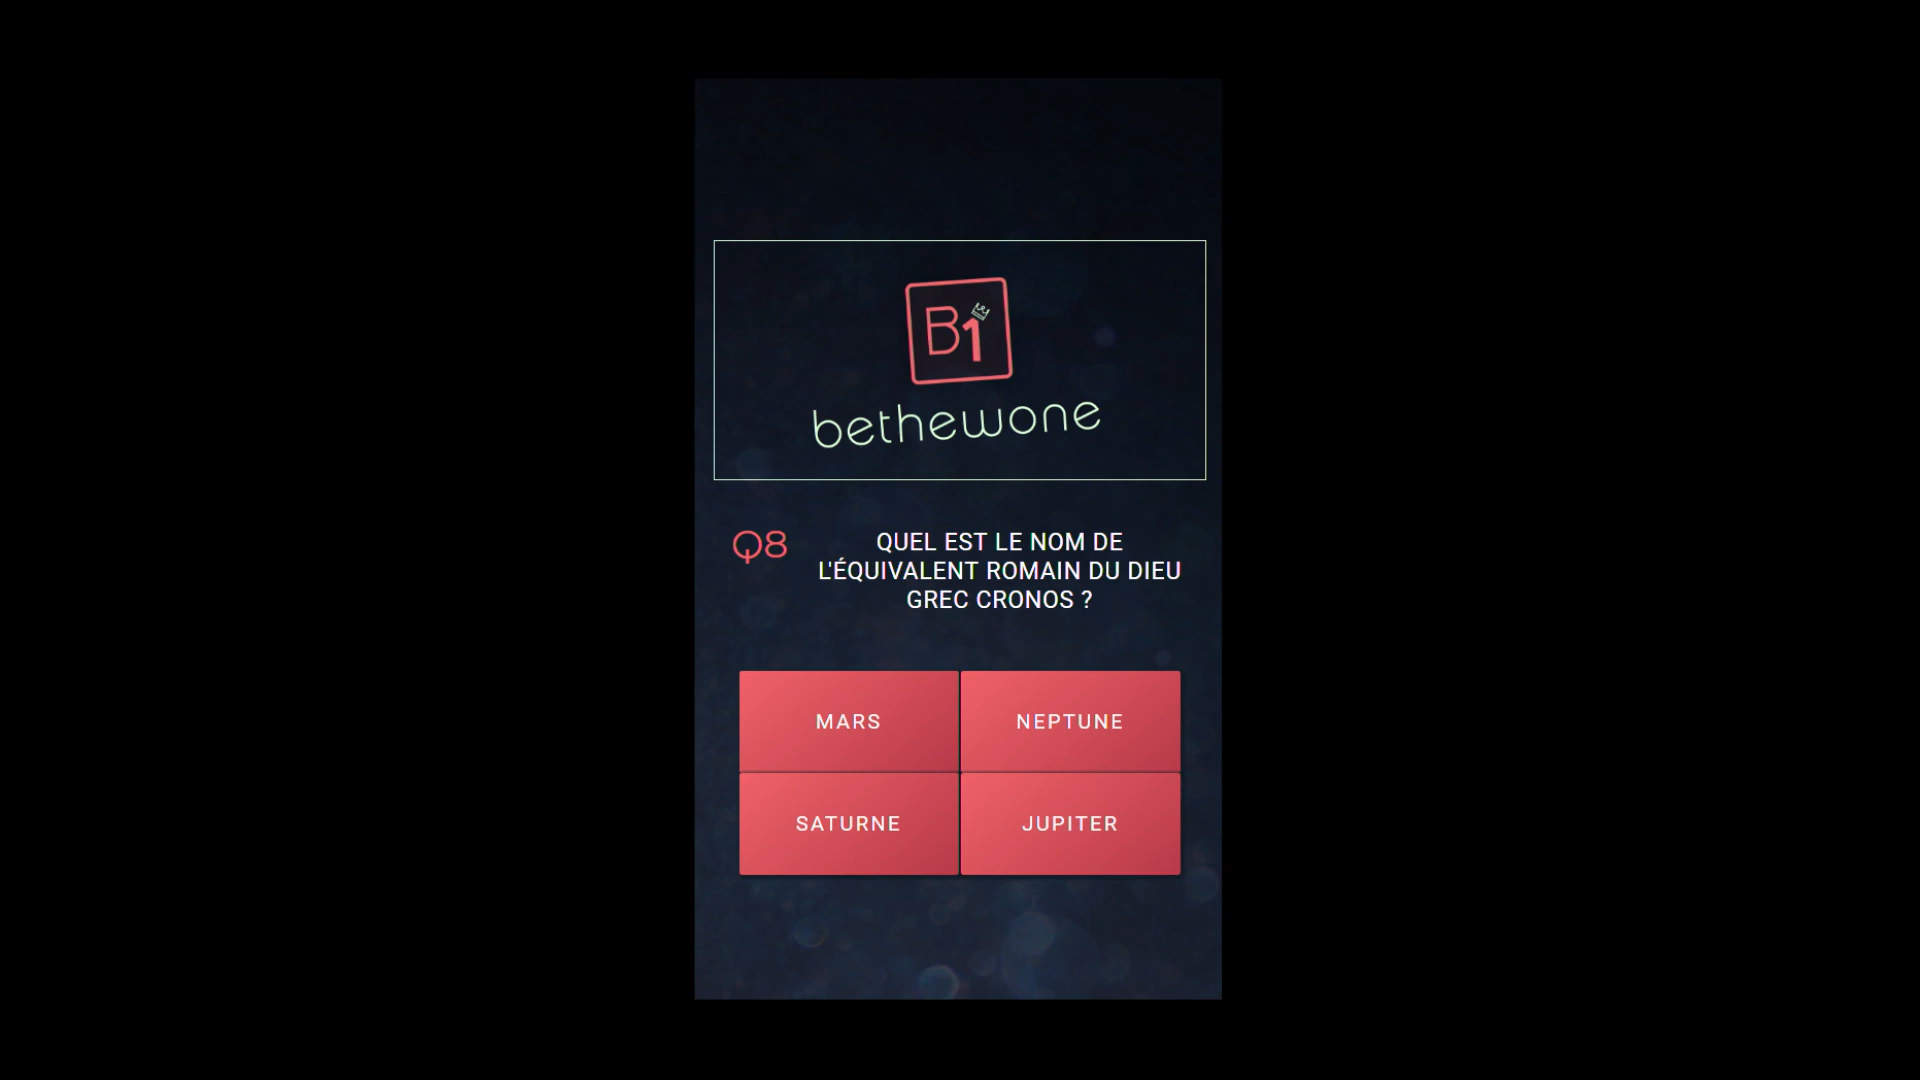 B1
bethewone
Q8
QUEL EST LE NOM DE
L'ÉQUIVALENT ROMAIN DU DIEU
GREC CRONOS ?
MARS
NEPTUNE
SATURNE
JUPITER